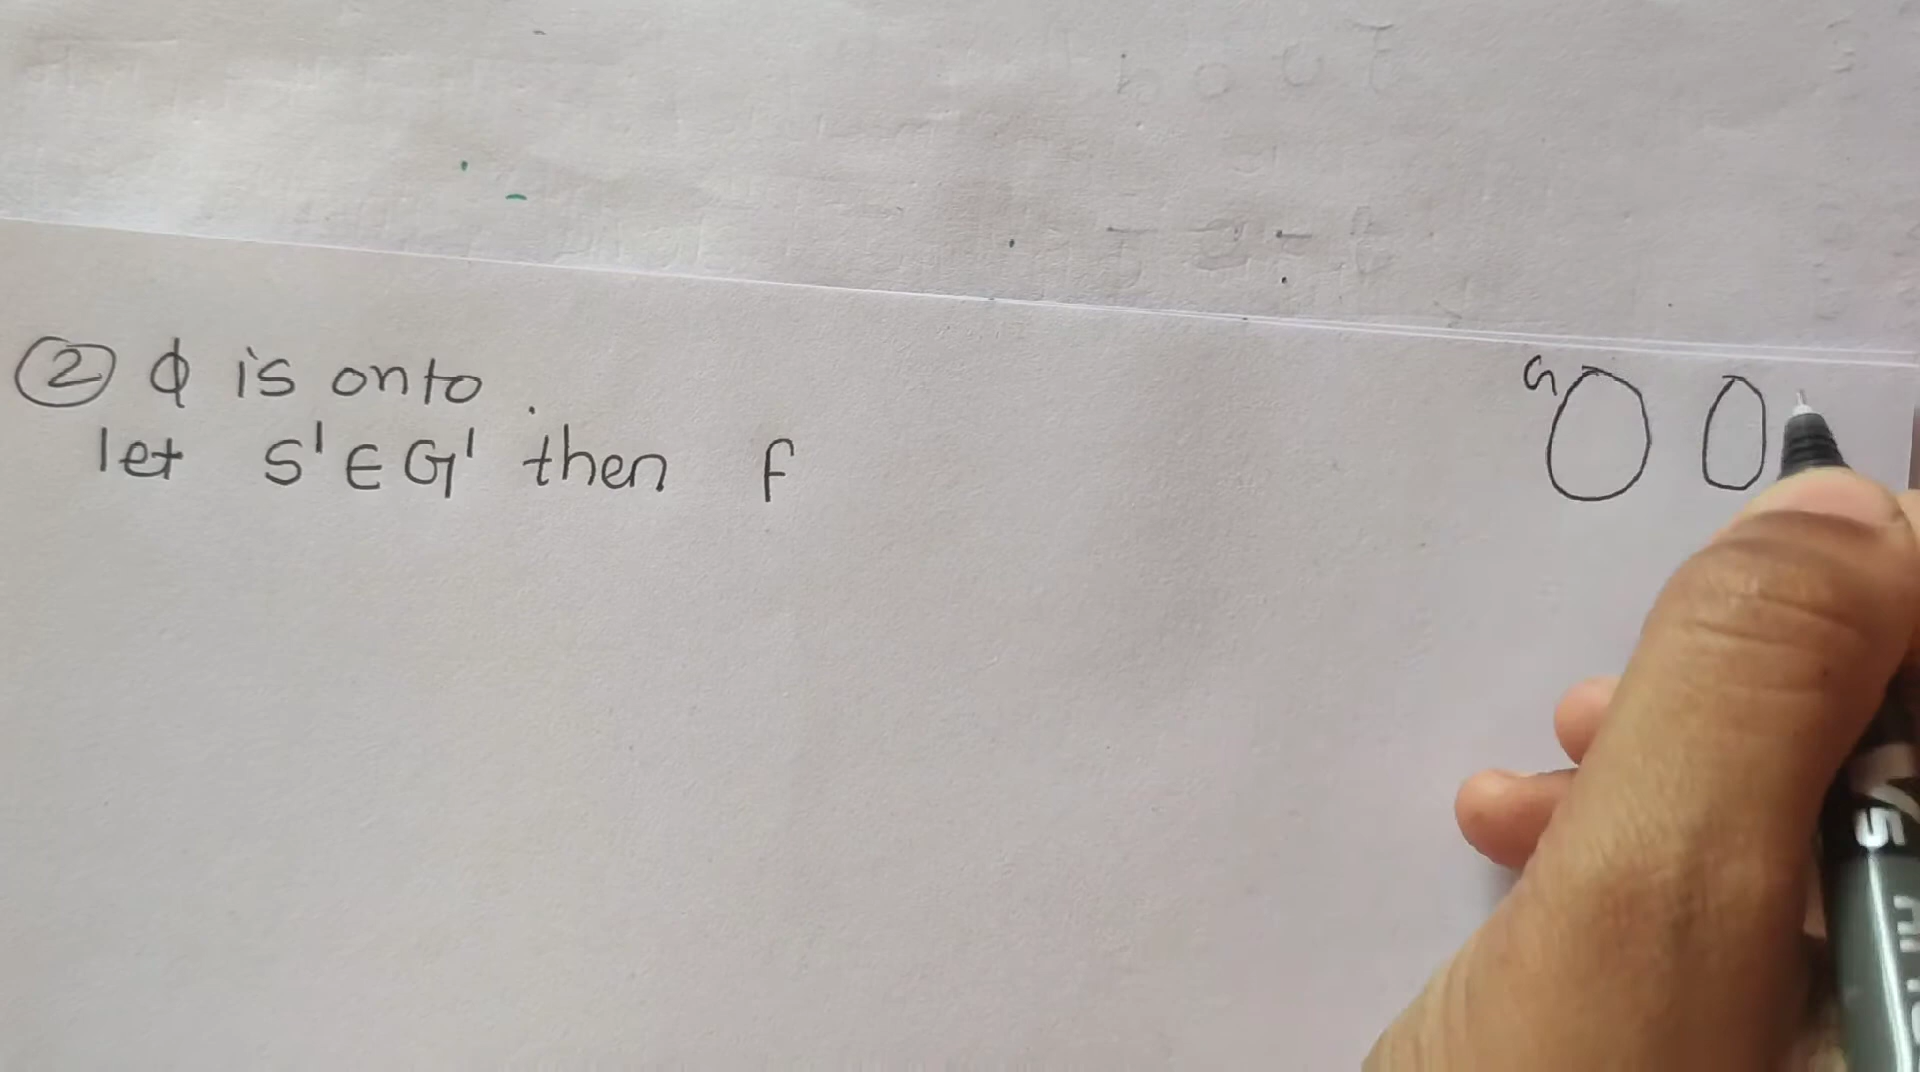 ② ϕ is onto
let S' ∈ G' then f
G